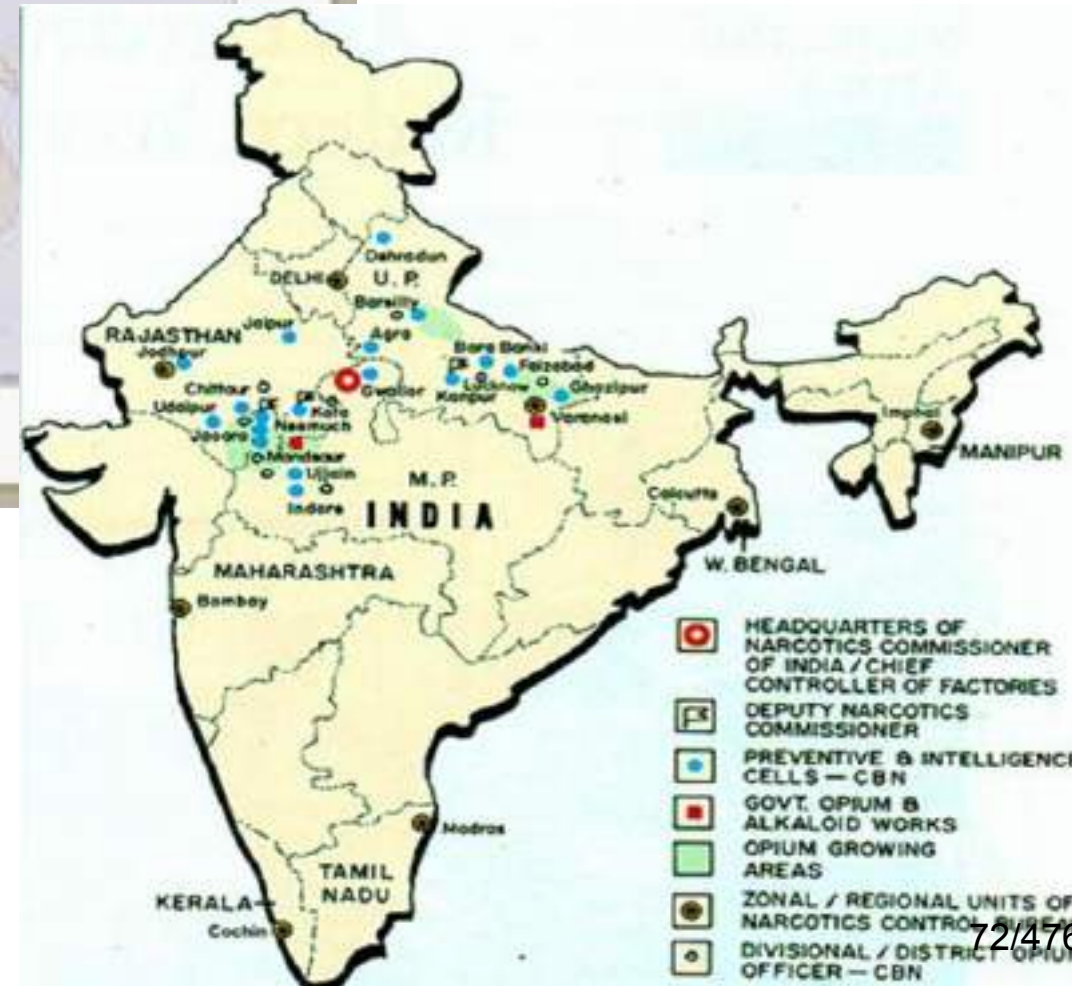 Dehradun
DELHI U. P.
Bareilly
RAJASTHAN Jaipur Agra
Jodhpur
Bara Banki
Faizabad
Chittaur Gwalior Lucknow Ghazipur
Kanpur
Udaipur Kota Varanasi
Neemuch
Jaora
Mandsaur
Ujjain
M. P.
Indore
INDIA
Imphal
MANIPUR
Calcutta
W. BENGAL
MAHARASHTRA
Bombay
Madras
TAMIL
NADU
KERALA
Cochin
HEADQUARTERS OF
NARCOTICS COMMISSIONER
OF INDIA / CHIEF
CONTROLLER OF FACTORIES
DEPUTY NARCOTICS
COMMISSIONER
PREVENTIVE & INTELLIGENCE
CELLS — CBN
GOVT. OPIUM &
ALKALOID WORKS
OPIUM GROWING
AREAS
ZONAL / REGIONAL UNITS OF
NARCOTICS CONTROL
72/476
DIVISIONAL / DISTRICT
OFFICER — CBN